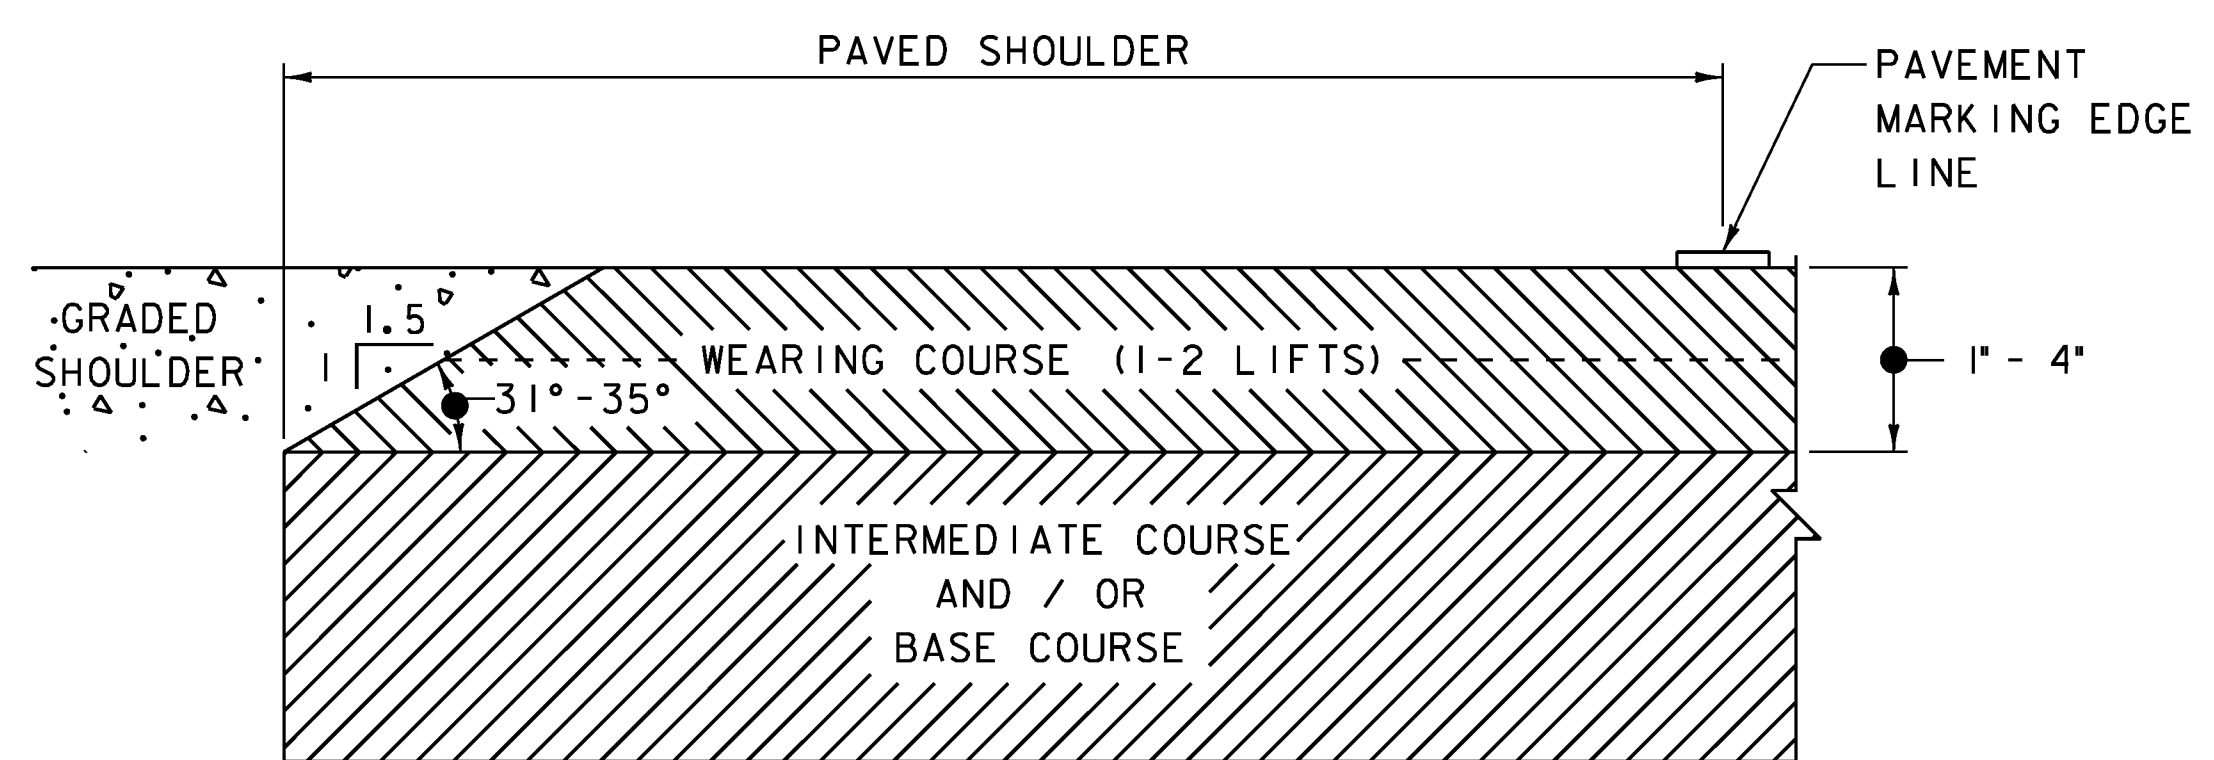 PAVED SHOULDER
PAVEMENT
MARKING EDGE
LINE
GRADED
SHOULDER
1.5
1
WEARING COURSE (1-2 LIFTS)
31°-35°
1" - 4"
INTERMEDIATE COURSE
AND / OR
BASE COURSE